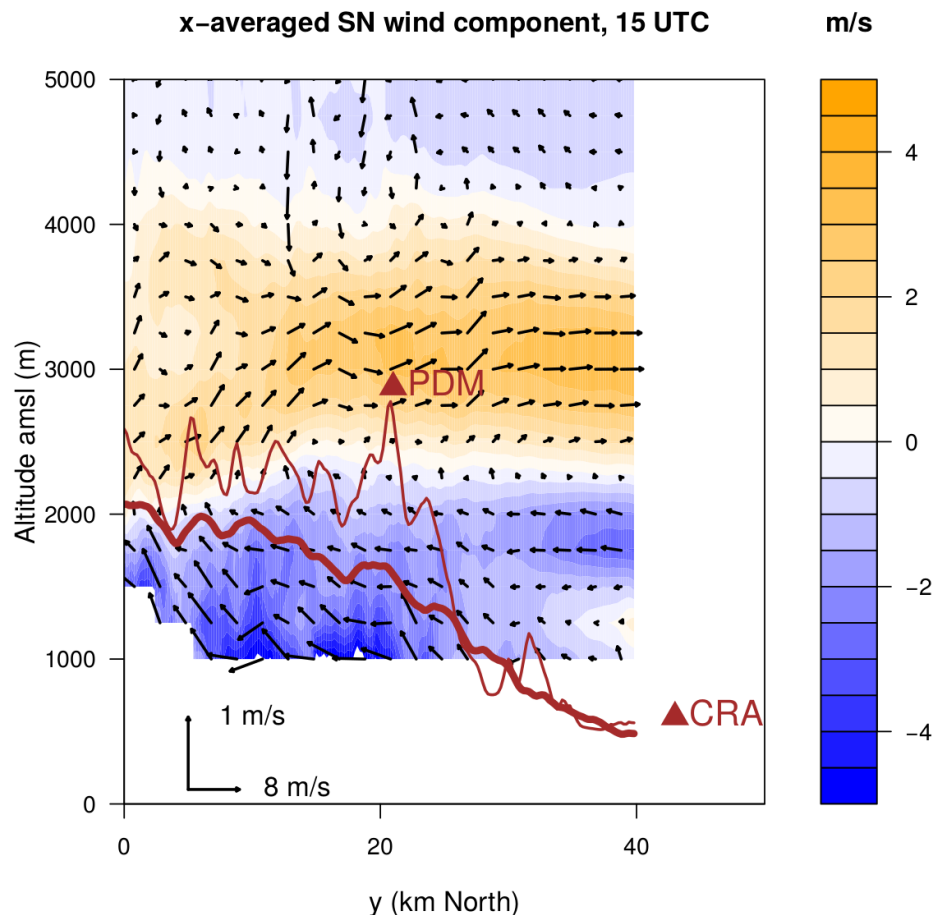 x−averaged SN wind component, 15 UTC
m/s
5000
4000
3000
2000
1000
0
Altitude amsl (m)
PDM
CRA
1 m/s
8 m/s
0
20
40
y (km North)
4
2
0
−2
−4